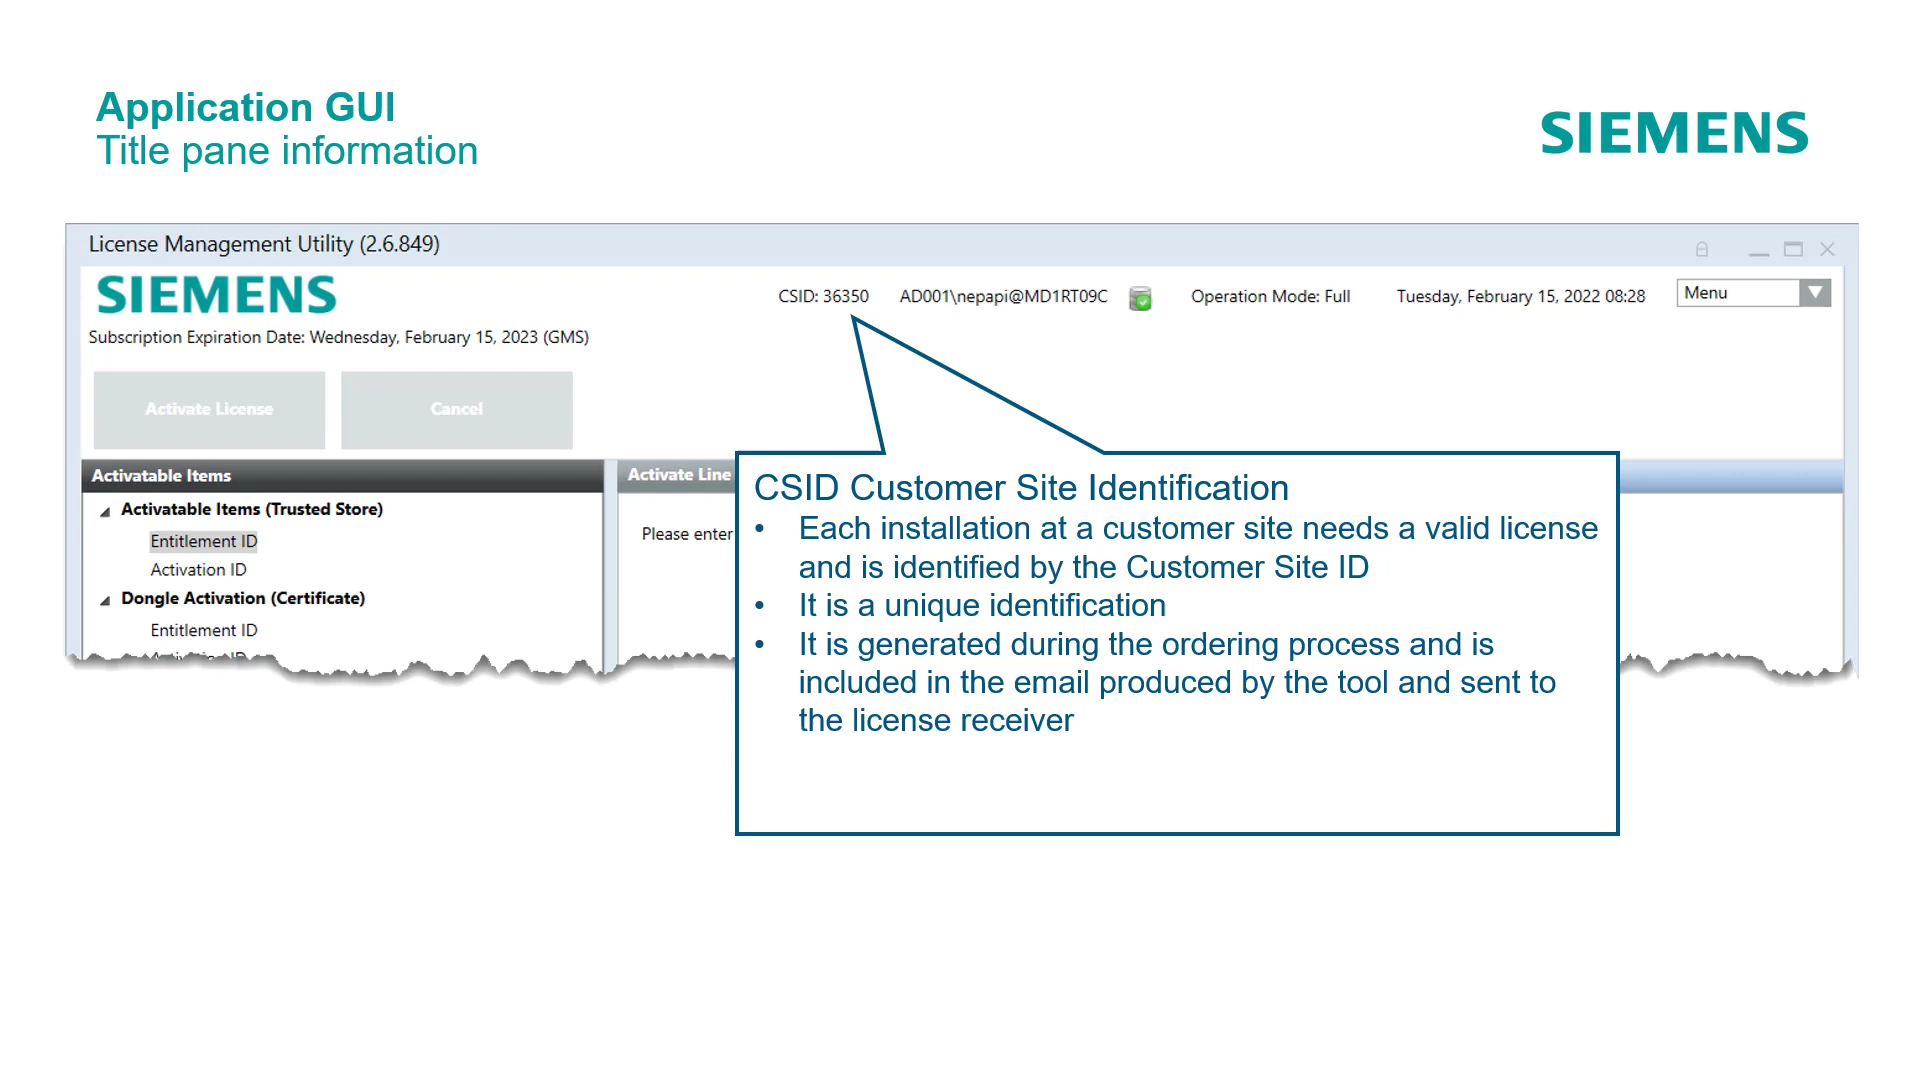 Application GUI
Title pane information
SIEMENS
License Management Utility (2.6.849)
SIEMENS
CSID: 36350 AD001\nepapi@MD1RT09C Operation Mode: Full Tuesday, February 15, 2022 08:28 Menu
Subscription Expiration Date: Wednesday, February 15, 2023 (GMS)
Activate License Cancel
Activatable Items
Activatable Items (Trusted Store)
Entitlement ID
Activation ID
Dongle Activation (Certificate)
Entitlement ID
Activate Line
Please enter
CSID Customer Site Identification
• Each installation at a customer site needs a valid license
and is identified by the Customer Site ID
• It is a unique identification
• It is generated during the ordering process and is
included in the email produced by the tool and sent to
the license receiver